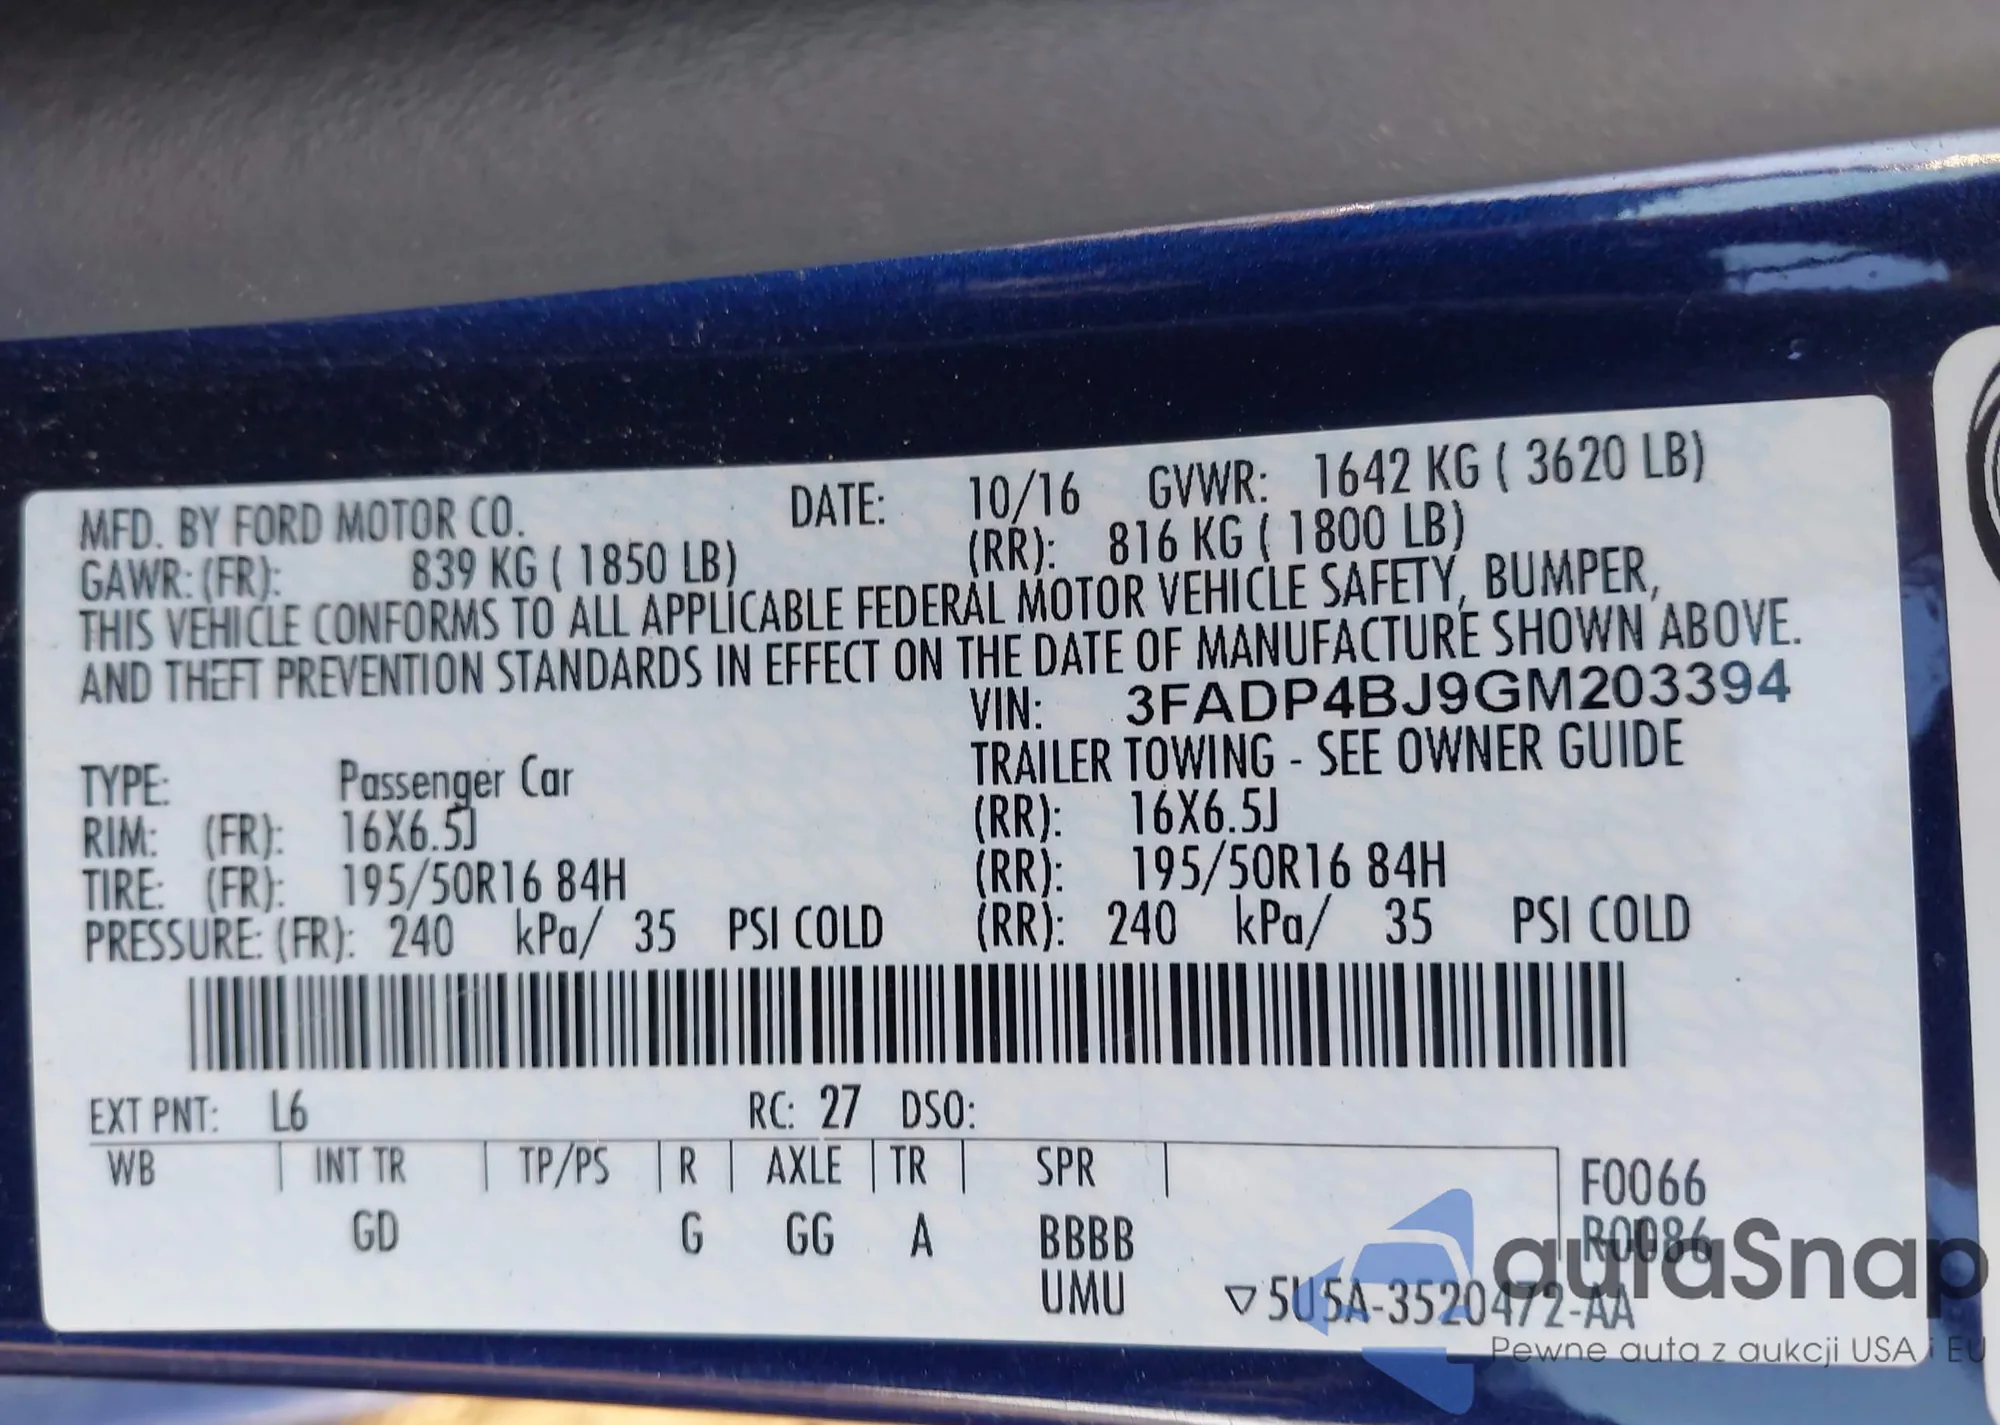 MFD. BY FORD MOTOR CO. DATE: 10/16 GVWR: 1642 KG ( 3620 LB)
GAWR: (FR): 839 KG ( 1850 LB) (RR): 816 KG ( 1800 LB)
THIS VEHICLE CONFORMS TO ALL APPLICABLE FEDERAL MOTOR VEHICLE SAFETY, BUMPER,
AND THEFT PREVENTION STANDARDS IN EFFECT ON THE DATE OF MANUFACTURE SHOWN ABOVE.
VIN: 3FADP4BJ9GM203394
TRAILER TOWING - SEE OWNER GUIDE
TYPE: Passenger Car
RIM: (FR): 16X6.5J (RR): 16X6.5J
TIRE: (FR): 195/50R16 84H (RR): 195/50R16 84H
PRESSURE: (FR): 240 kPa/ 35 PSI COLD (RR): 240 kPa/ 35 PSI COLD
EXT PNT: L6 RC: 27 DSO:
WB INT TR TP/PS R AXLE TR SPR F0066
GD G GG A BBBB R0086
UMU ▽5U5A-3520472-AA
autaSnap
Pewne auta z aukcji USA i EU